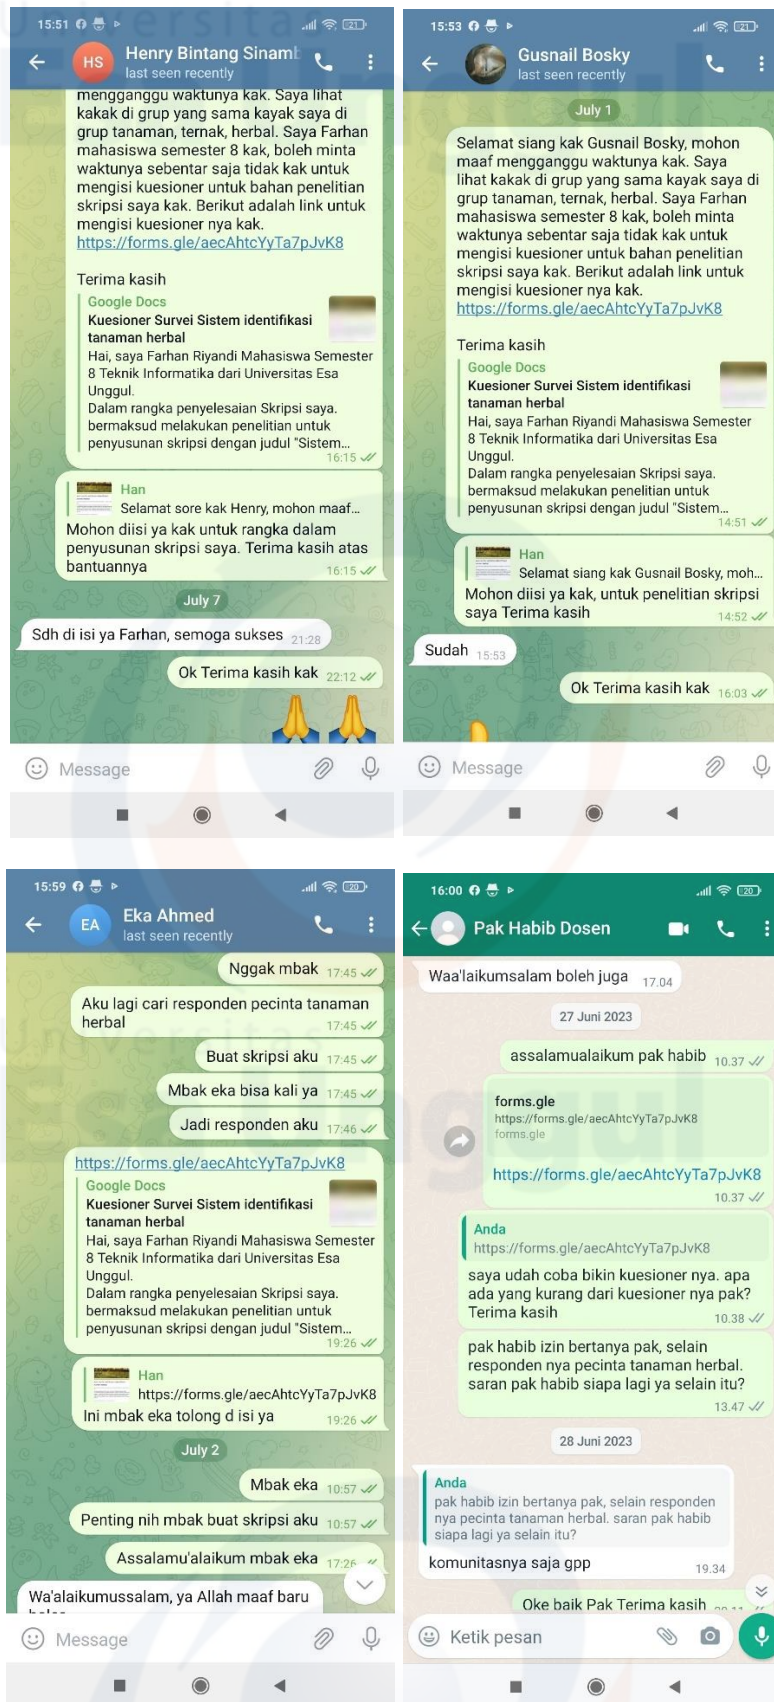 15:51
21
Henry Bintang Sinamb
HS
last seen recently
mengganggu waktunya kak. Saya lihat
kakak di grup yang sama kayak saya di
grup tanaman, ternak, herbal. Saya Farhan
mahasiswa semester 8 kak, boleh minta
waktunya sebentar saja tidak kak untuk
mengisi kuesioner untuk bahan penelitian
skripsi saya kak. Berikut adalah link untuk
mengisi kuesioner nya kak.
https://forms.gle/aecAhtcYyTa7pJvK8
Terima kasih
Google Docs
Kuesioner Survei Sistem identifikasi
tanaman herbal
Hai, saya Farhan Riyandi Mahasiswa Semester
8 Teknik Informatika dari Universitas Esa
Unggul.
Dalam rangka penyelesaian Skripsi saya.
bermaksud melakukan penelitian untuk
penyusunan skripsi dengan judul "Sistem...
16:15
Han
Selamat sore kak Henry, mohon maaf...
Mohon diisi ya kak untuk rangka dalam
penyusunan skripsi saya. Terima kasih atas
bantuannya
16:15
July 7
Sdh di isi ya Farhan, semoga sukses 21:28
Ok Terima kasih kak 22:12
Message
15:53
21
Gusnail Bosky
last seen recently
July 1
Selamat siang kak Gusnail Bosky, mohon
maaf mengganggu waktunya kak. Saya
lihat kakak di grup yang sama kayak saya di
grup tanaman, ternak, herbal. Saya Farhan
mahasiswa semester 8 kak, boleh minta
waktunya sebentar saja tidak kak untuk
mengisi kuesioner untuk bahan penelitian
skripsi saya kak. Berikut adalah link untuk
mengisi kuesioner nya kak.
https://forms.gle/aecAhtcYyTa7pJvK8
Terima kasih
Google Docs
Kuesioner Survei Sistem identifikasi
tanaman herbal
Hai, saya Farhan Riyandi Mahasiswa Semester
8 Teknik Informatika dari Universitas Esa
Unggul.
Dalam rangka penyelesaian Skripsi saya.
bermaksud melakukan penelitian untuk
penyusunan skripsi dengan judul "Sistem...
14:51
Han
Selamat siang kak Gusnail Bosky, moh...
Mohon diisi ya kak, untuk penelitian skripsi
saya Terima kasih 14:52
Sudah 15:53
Ok Terima kasih kak 16:03
Message
15:59
20
Eka Ahmed
EA
last seen recently
Nggak mbak 17:45
Aku lagi cari responden pecinta tanaman
herbal 17:45
Buat skripsi aku 17:45
Mbak eka bisa kali ya 17:45
Jadi responden aku 17:46
https://forms.gle/aecAhtcYyTa7pJvK8
Google Docs
Kuesioner Survei Sistem identifikasi
tanaman herbal
Hai, saya Farhan Riyandi Mahasiswa Semester
8 Teknik Informatika dari Universitas Esa
Unggul.
Dalam rangka penyelesaian Skripsi saya.
bermaksud melakukan penelitian untuk
penyusunan skripsi dengan judul "Sistem...
19:26
Han
https://forms.gle/aecAhtcYyTa7pJvK8
Ini mbak eka tolong d isi ya 19:26
July 2
Mbak eka 10:57
Penting nih mbak buat skripsi aku 10:57
Assalamu'alaikum mbak eka 17:26
Wa'alaikumussalam, ya Allah maaf baru
Message
16:00
20
Pak Habib Dosen
Waa'laikumsalam boleh juga 17.04
27 Juni 2023
assalamualaikum pak habib 10.37
forms.gle
https://forms.gle/aecAhtcYyTa7pJvK8
forms.gle
https://forms.gle/aecAhtcYyTa7pJvK8
10.37
Anda
https://forms.gle/aecAhtcYyTa7pJvK8
saya udah coba bikin kuesioner nya. apa
ada yang kurang dari kuesioner nya pak?
Terima kasih 10.38
pak habib izin bertanya pak, selain
responden nya pecinta tanaman herbal.
saran pak habib siapa lagi ya selain itu?
13.47
28 Juni 2023
Anda
pak habib izin bertanya pak, selain responden
nya pecinta tanaman herbal. saran pak habib
siapa lagi ya selain itu?
komunitasnya saja gpp 19.34
Oke baik Pak Terima kasih
Ketik pesan
Universitas
Esa Unggul